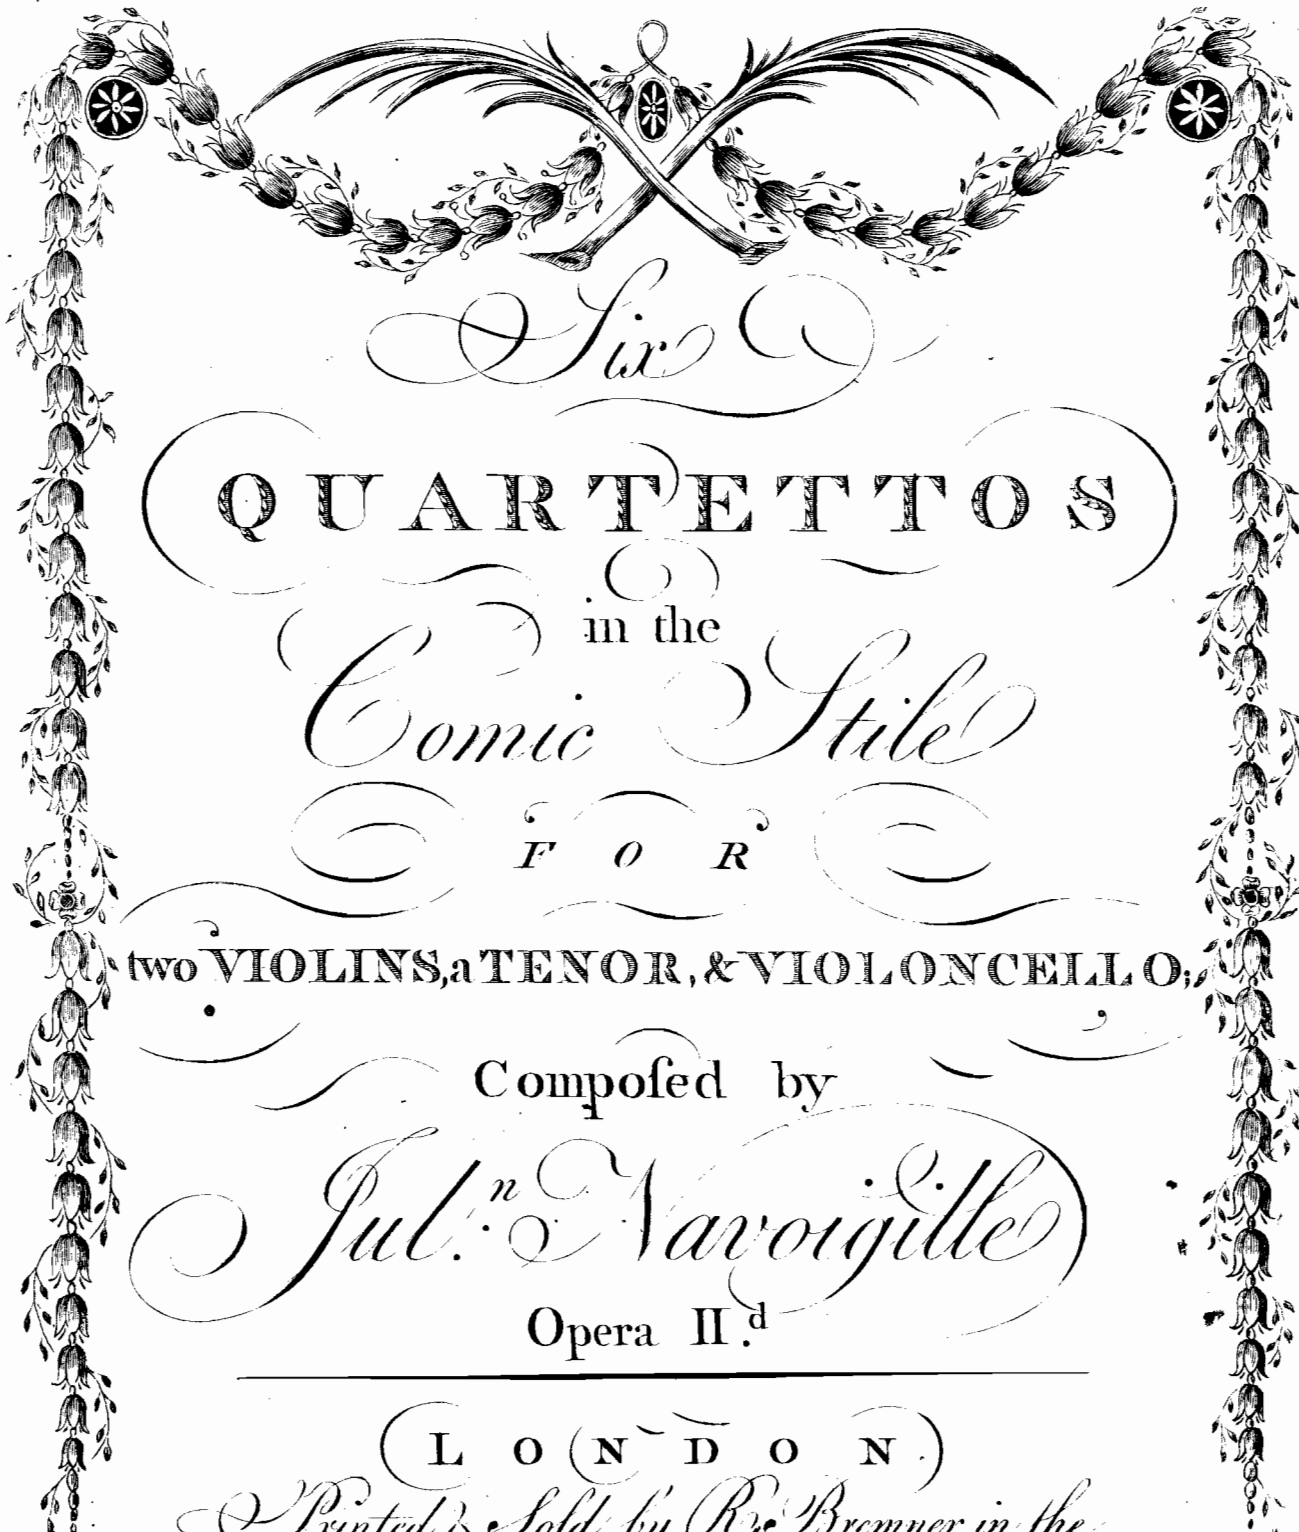 Six
QUARTETTOS
in the
Comic Stile
FOR
two VIOLINS, a TENOR, & VIOLONCELLO;
Compoſed by
Jul.n Navoigille
Opera II.d
LONDON.
Printed & Sold by R. Bremner in the